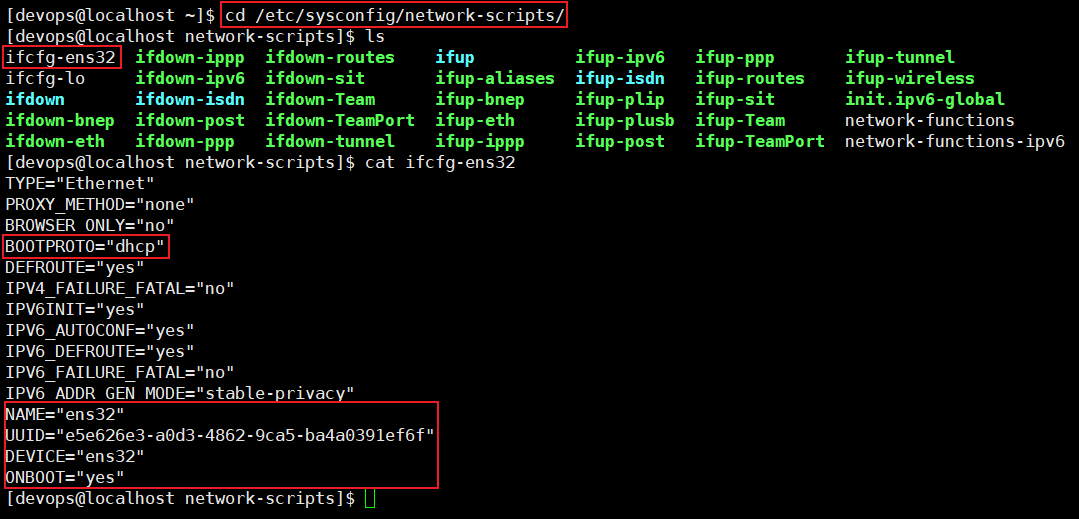 [devops@localhost ~]$ cd /etc/sysconfig/network-scripts/
[devops@localhost network-scripts]$ ls
ifcfg-ens32  ifdown-ippp  ifdown-routes    ifup          ifup-ipv6   ifup-ppp       ifup-tunnel
ifcfg-lo     ifdown-ipv6  ifdown-sit       ifup-aliases  ifup-isdn   ifup-routes    ifup-wireless
ifdown       ifdown-isdn  ifdown-Team      ifup-bnep     ifup-plip   ifup-sit       init.ipv6-global
ifdown-bnep  ifdown-post  ifdown-TeamPort  ifup-eth      ifup-plusb  ifup-Team      network-functions
ifdown-eth   ifdown-ppp   ifdown-tunnel    ifup-ippp     ifup-post   ifup-TeamPort  network-functions-ipv6
[devops@localhost network-scripts]$ cat ifcfg-ens32
TYPE="Ethernet"
PROXY_METHOD="none"
BROWSER_ONLY="no"
BOOTPROTO="dhcp"
DEFROUTE="yes"
IPV4_FAILURE_FATAL="no"
IPV6INIT="yes"
IPV6_AUTOCONF="yes"
IPV6_DEFROUTE="yes"
IPV6_FAILURE_FATAL="no"
IPV6_ADDR_GEN_MODE="stable-privacy"
NAME="ens32"
UUID="e5e626e3-a0d3-4862-9ca5-ba4a0391ef6f"
DEVICE="ens32"
ONBOOT="yes"
[devops@localhost network-scripts]$